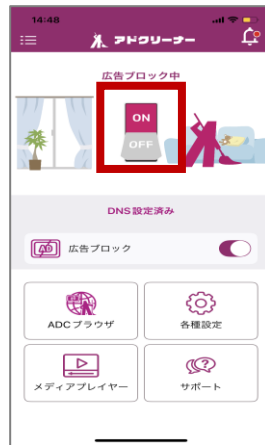 14:48
アドクリーナー
広告ブロック中
ON
OFF
DNS設定済み
AD
広告ブロック
ADCブラウザ
各種設定
メディアプレイヤー
サポート